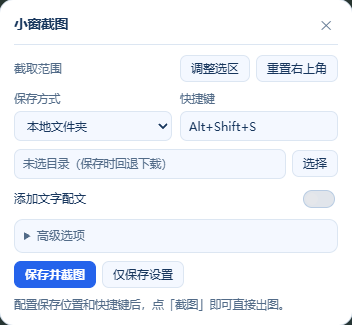 小窗截图
截取范围 调整选区 重置右上角
保存方式 快捷键
本地文件夹 Alt+Shift+S
未选目录（保存时回退下载） 选择
添加文字配文
高级选项
保存并截图 仅保存设置
配置保存位置和快捷键后，点「截图」即可直接出图。